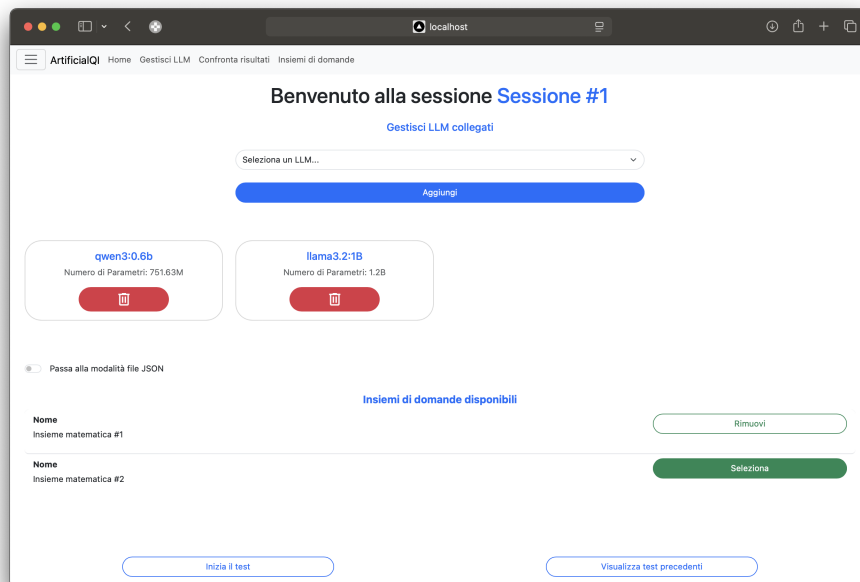 localhost
ArtificialQI Home Gestisci LLM Confronta risultati Insiemi di domande
Benvenuto alla sessione Sessione #1
Gestisci LLM collegati
Seleziona un LLM...
Aggiungi
qwen3:0.6b
Numero di Parametri: 751.63M
llama3.2:1B
Numero di Parametri: 1.2B
Passa alla modalità file JSON
Insiemi di domande disponibili
Nome
Insieme matematica #1
Rimuovi
Nome
Insieme matematica #2
Seleziona
Inizia il test
Visualizza test precedenti